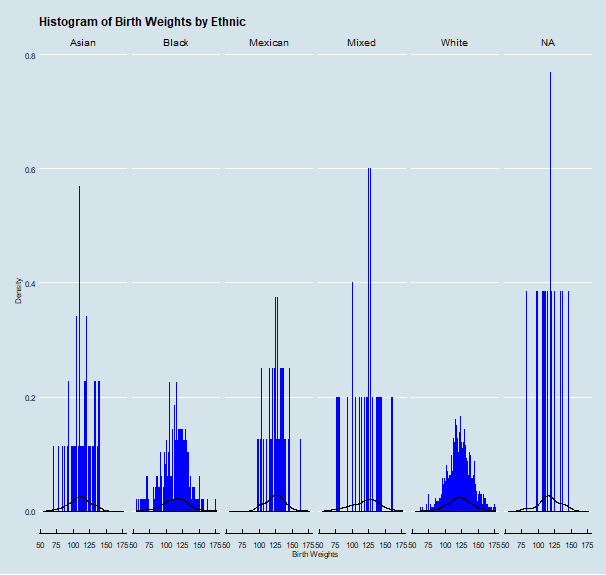 Histogram of Birth Weights by Ethnic
Asian Black Mexican Mixed White NA
0.8
0.6
0.4
Density
0.2
0.0
50 75 100 125 175 50 75 100 125 150 175 50 75 100 125 150 175 50 75 100 125 150 175 50 75 100 125 150 175 50 75 100 125 150 175
Birth Weights